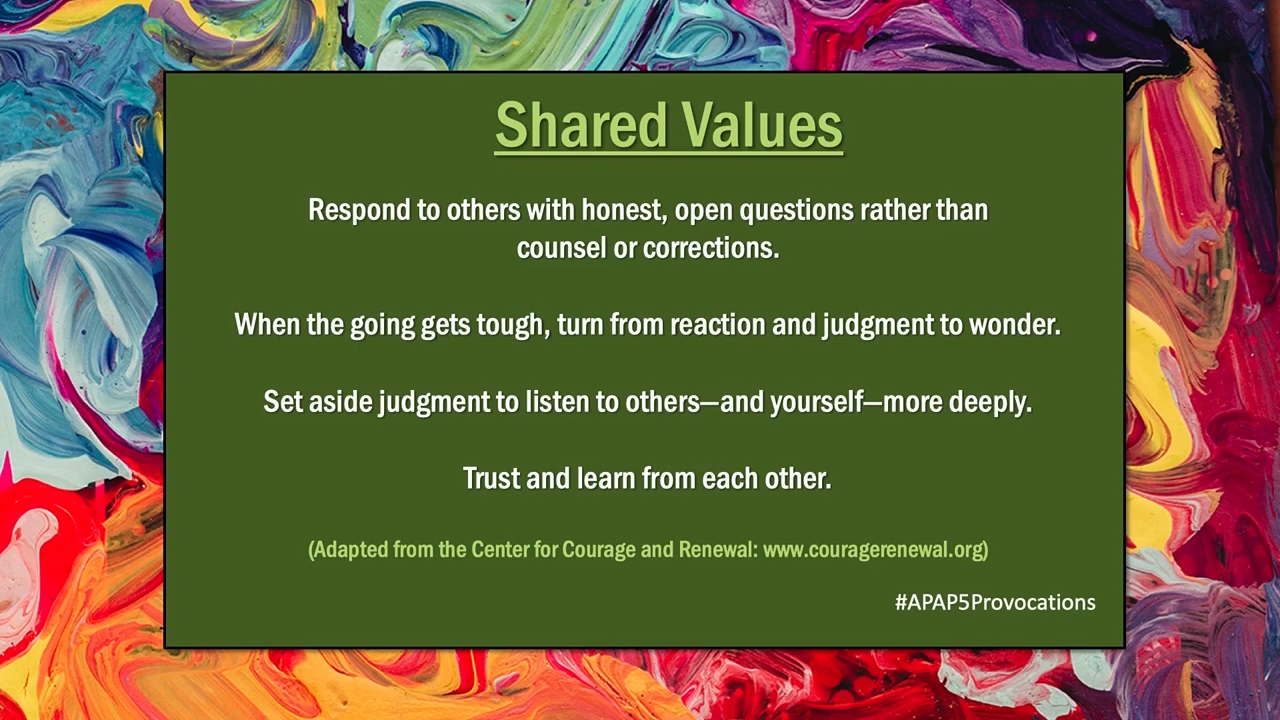 Shared Values
Respond to others with honest, open questions rather than
counsel or corrections.
When the going gets tough, turn from reaction and judgment to wonder.
Set aside judgment to listen to others—and yourself—more deeply.
Trust and learn from each other.
(Adapted from the Center for Courage and Renewal: www.couragerenewal.org)
#APAP5Provocations